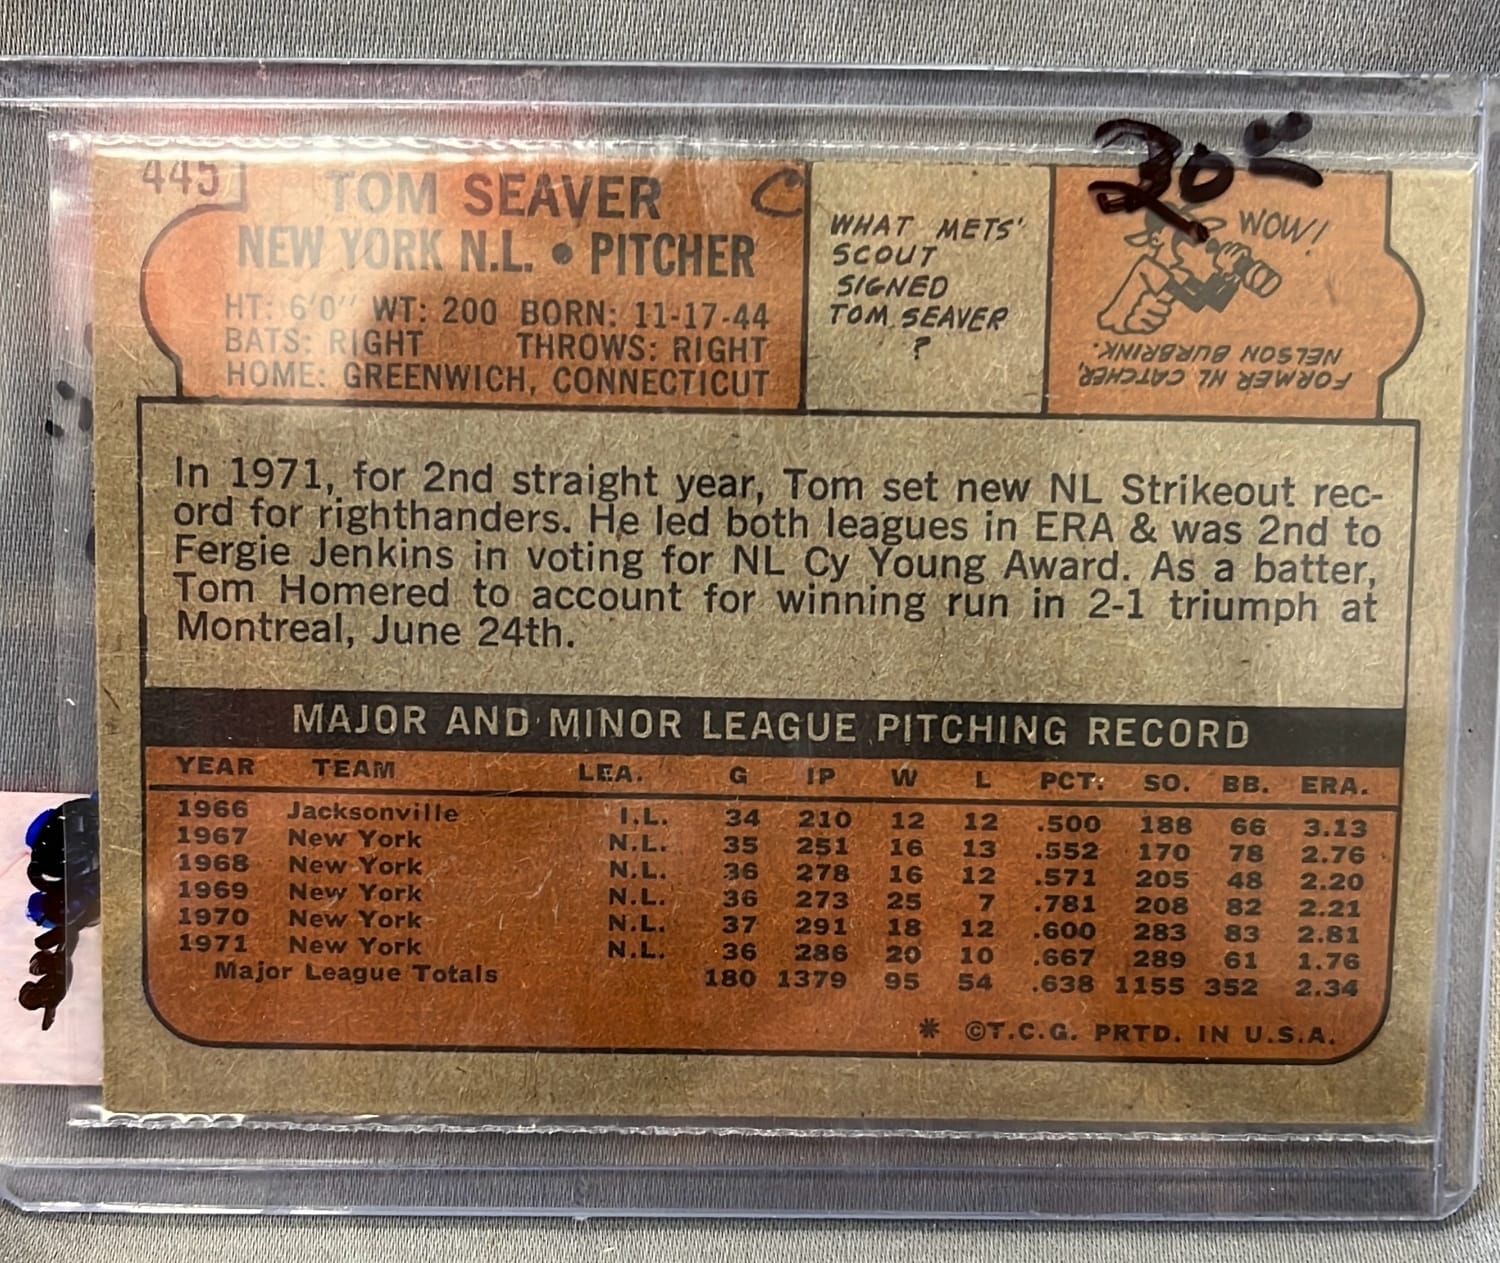 30 00
445
TOM SEAVER C
NEW YORK N.L. • PITCHER
HT: 6'0" WT: 200 BORN: 11-17-44
BATS: RIGHT THROWS: RIGHT
HOME: GREENWICH, CONNECTICUT
WHAT METS'
SCOUT
SIGNED
TOM SEAVER
?
WOW!
FORMER NL CATCHER,
NELSON BURBRINK.
In 1971, for 2nd straight year, Tom set new NL Strikeout rec-
ord for righthanders. He led both leagues in ERA & was 2nd to
Fergie Jenkins in voting for NL Cy Young Award. As a batter,
Tom Homered to account for winning run in 2-1 triumph at
Montreal, June 24th.
MAJOR AND MINOR LEAGUE PITCHING RECORD
YEAR TEAM LEA. G IP W L PCT. SO. BB. ERA.
1966 Jacksonville I.L. 34 210 12 12 .500 188 66 3.13
1967 New York N.L. 35 251 16 13 .552 170 78 2.76
1968 New York N.L. 36 278 16 12 .571 205 48 2.20
1969 New York N.L. 36 273 25 7 .781 208 82 2.21
1970 New York N.L. 37 291 18 12 .600 283 83 2.81
1971 New York N.L. 36 286 20 10 .667 289 61 1.76
Major League Totals 180 1379 95 54 .638 1155 352 2.34
* ©T.C.G. PRTD. IN U.S.A.